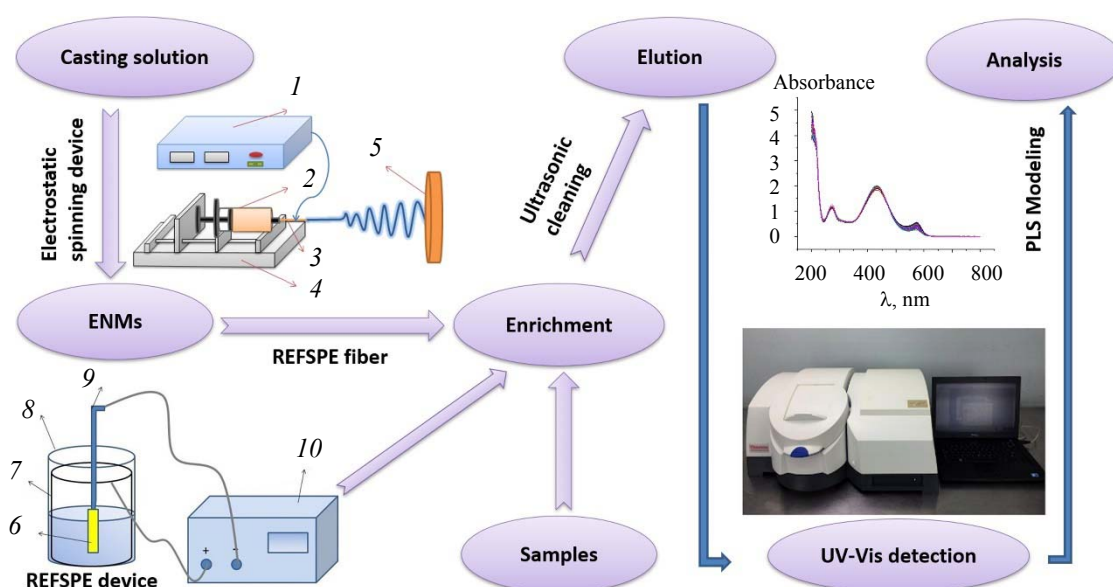 Casting solution
Electrostatic
spinning device
1
2
3
4
5
ENMs
REFSPE fiber
Enrichment
Ultrasonic
cleaning
Elution
Absorbance
5
4
3
2
1
0
200 400 600 800
λ, nm
Analysis
PLS Modeling
9
8
7
6
10
+ -
REFSPE device
Samples
UV-Vis detection